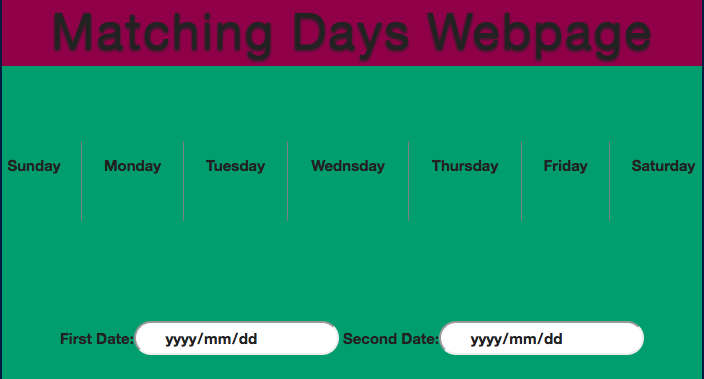 Matching Days Webpage
Sunday Monday Tuesday Wednsday Thursday Friday Saturday
First Date: yyyy/mm/dd Second Date: yyyy/mm/dd